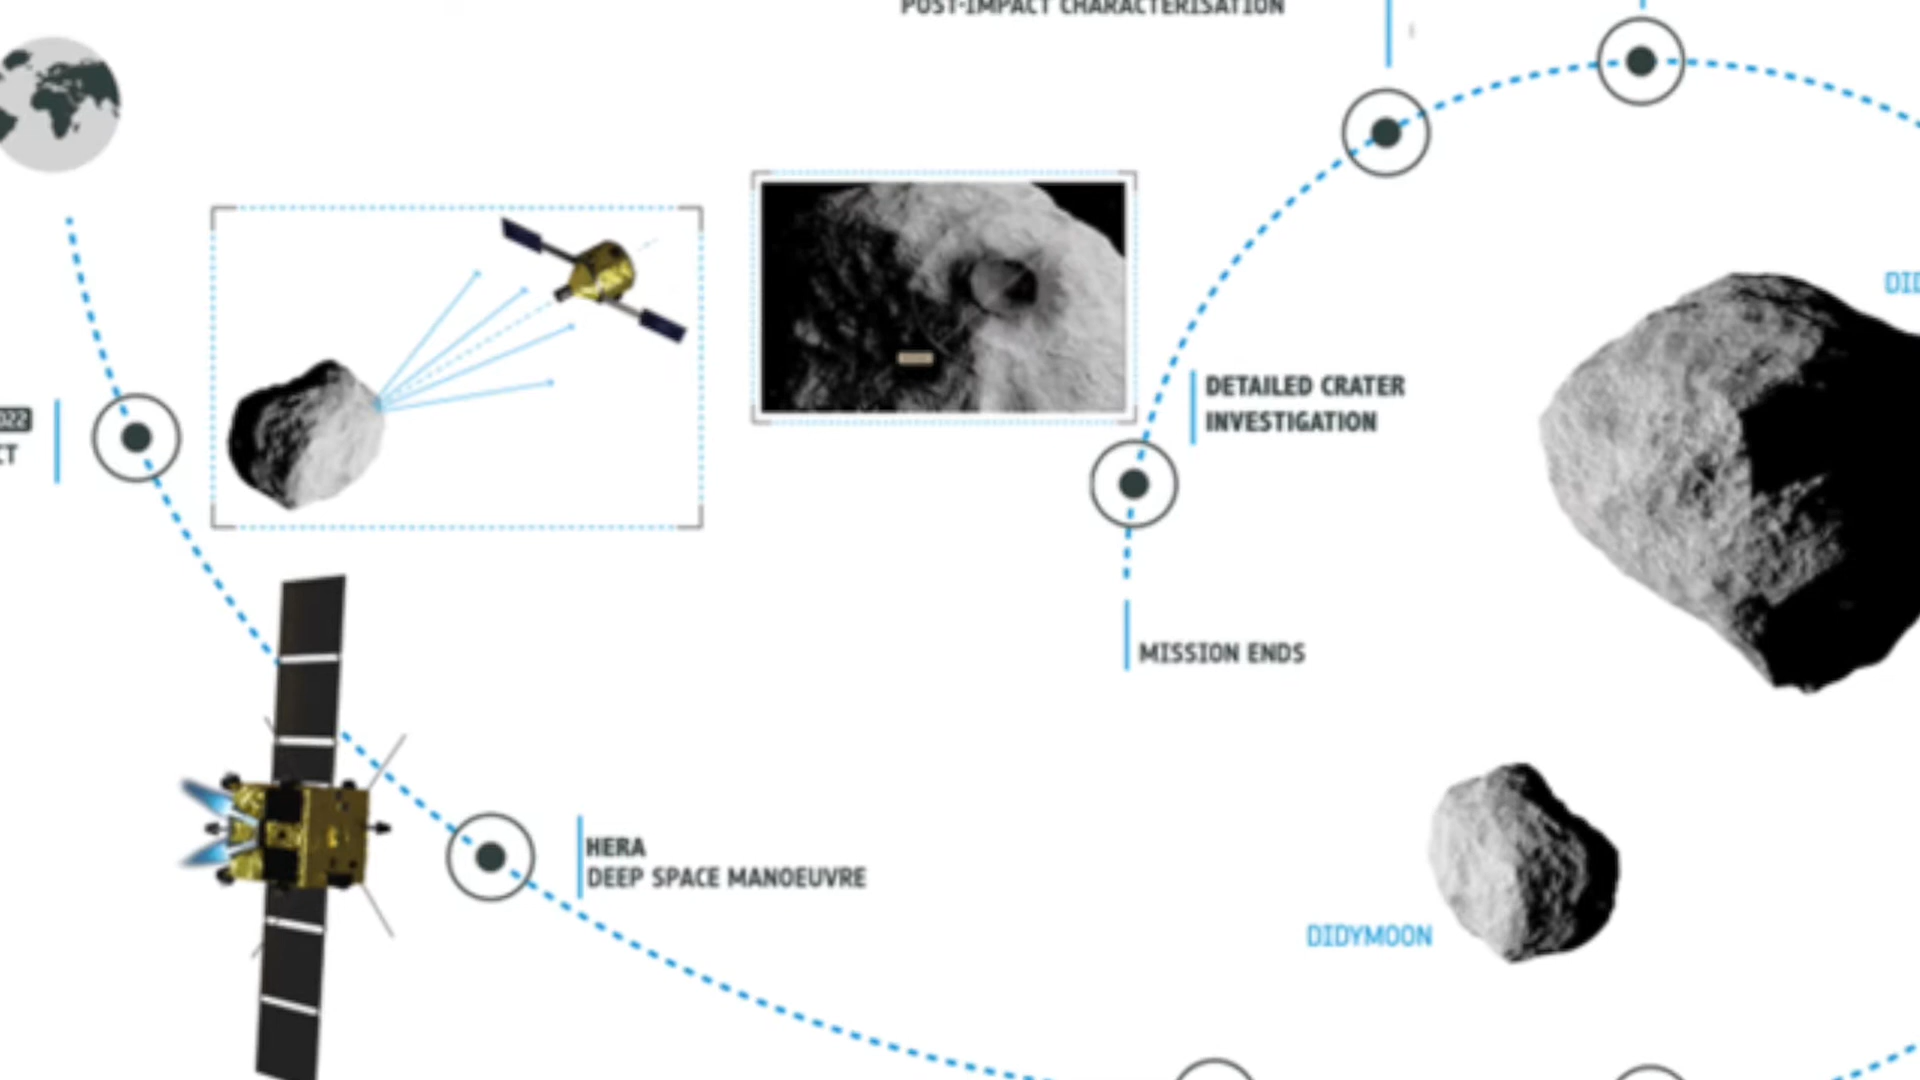 POST-IMPACT CHARACTERISATION
DETAILED CRATER
INVESTIGATION
MISSION ENDS
HERA
DEEP SPACE MANOEUVRE
DIDYMOON